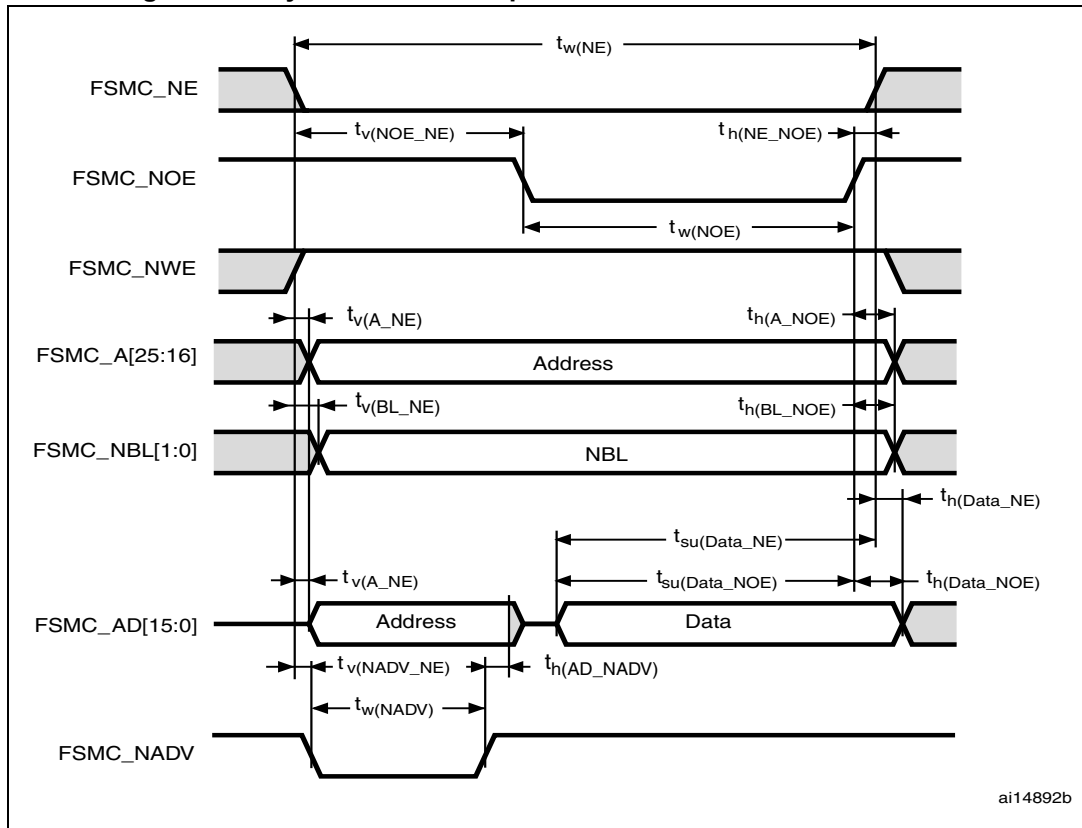 t_w(NE)
FSMC_NE
t_v(NOE_NE)
t_h(NE_NOE)
FSMC_NOE
t_w(NOE)
FSMC_NWE
t_v(A_NE)
t_h(A_NOE)
FSMC_A[25:16]
Address
t_v(BL_NE)
t_h(BL_NOE)
FSMC_NBL[1:0]
NBL
t_h(Data_NE)
t_su(Data_NE)
t_v(A_NE)
t_su(Data_NOE)
t_h(Data_NOE)
FSMC_AD[15:0]
Address
Data
t_v(NADV_NE)
t_h(AD_NADV)
t_w(NADV)
FSMC_NADV
ai14892b